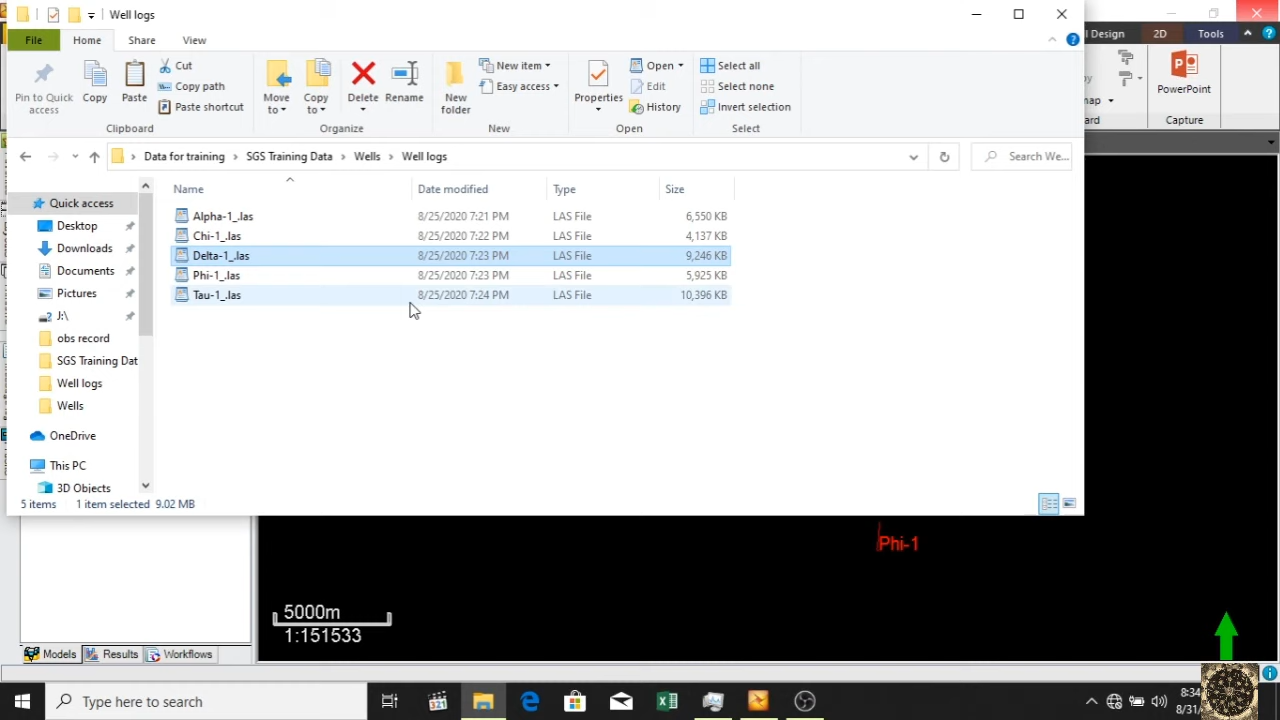 Well logs
File Home Share View
Pin to Quick access
Copy
Paste
Cut
Copy path
Paste shortcut
Clipboard
Move to
Copy to
Delete
Rename
Organize
New folder
New item
Easy access
New
Properties
Open
Edit
History
Open
Select all
Select none
Invert selection
Select
l Design 2D Tools
PowerPoint
Capture
Data for training > SGS Training Data > Wells > Well logs
Search We...
Name Date modified Type Size
Alpha-1_.las 8/25/2020 7:21 PM LAS File 6,550 KB
Chi-1_.las 8/25/2020 7:22 PM LAS File 4,137 KB
Delta-1_.las 8/25/2020 7:23 PM LAS File 9,246 KB
Phi-1_.las 8/25/2020 7:23 PM LAS File 5,925 KB
Tau-1_.las 8/25/2020 7:24 PM LAS File 10,396 KB
Quick access
Desktop
Downloads
Documents
Pictures
J:\
obs record
SGS Training Dat
Well logs
Wells
OneDrive
This PC
3D Objects
5 items 1 item selected 9.02 MB
Phi-1
5000m
1:151533
Models Results Workflows
Type here to search
8:34
8/31/